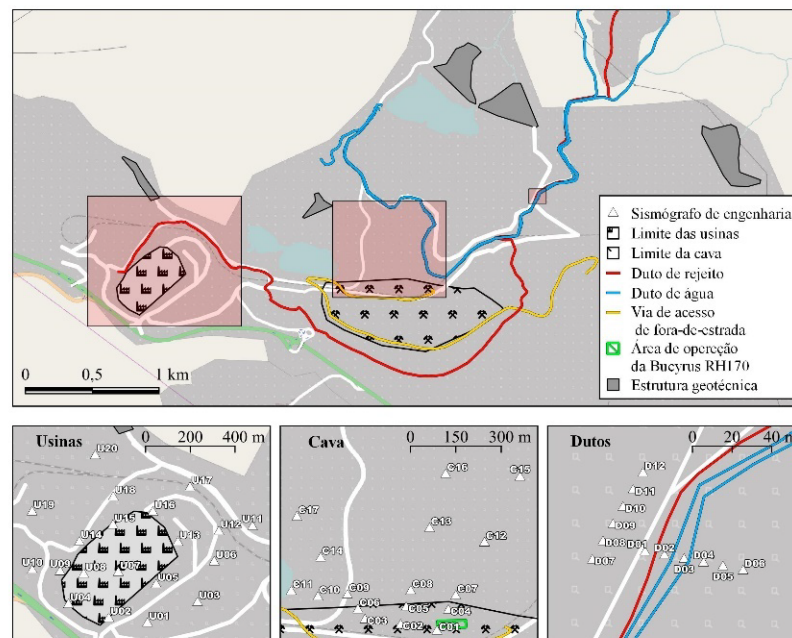 Sismógrafo de engenharia
Limite das usinas
Limite da cava
Duto de rejeito
Duto de água
Via de acesso
de fora-de-estrada
Área de operção
da Bucyrus RH170
Estrutura geotécnica
0 0,5 1 km
Usinas
0 200 400 m
U20
U17
U19
U18
U16
U15
U11
U14
U13
U12
U10
U09
U08
U07
U06
U05
U04
U03
U02
U01
Cava
0 150 300 m
C16
C15
C17
C13
C12
C14
C11
C10
C09
C08
C07
C06
C05
C04
C03
C02
C01
Dutos
0 20 40 m
D12
D11
D10
D09
D08
D01
D07
D02
D03
D04
D05
D06